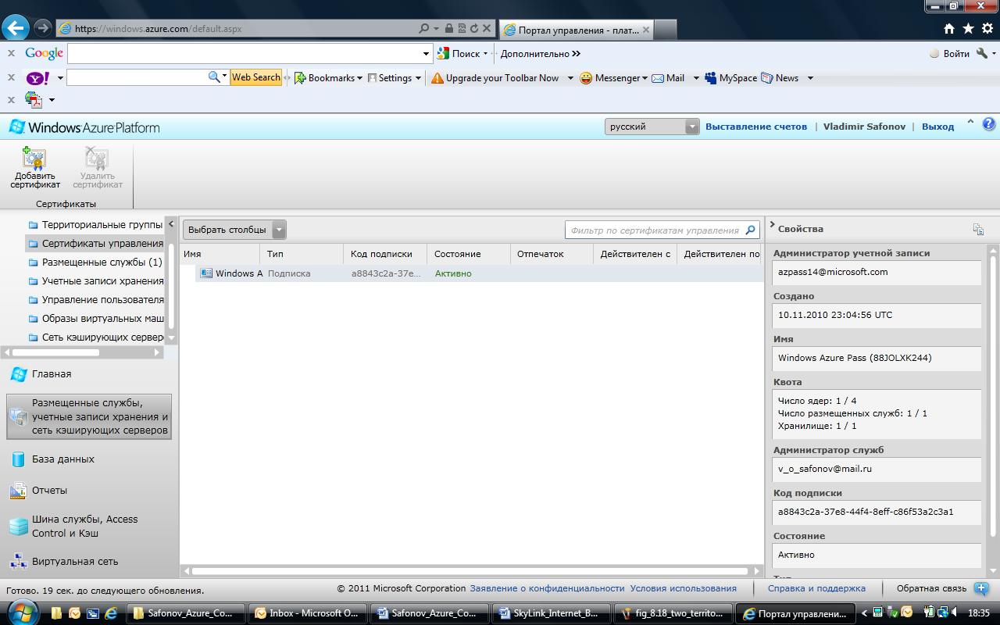 https://windows.azure.com/default.aspx
Портал управления - плат...
Google
Поиск
Дополнительно
Войти
Y!
Web Search
Bookmarks
Settings
Upgrade your Toolbar Now
Messenger
Mail
MySpace
News
Windows Azure Platform
русский
Выставление счетов | Vladimir Safonov | Выход
Добавить сертификат
Удалить сертификат
Сертификаты
Территориальные группы
Сертификаты управления
Размещенные службы (1)
Учетные записи хранения
Управление пользователя
Образы виртуальных маш
Сеть кэширующих сервер
Главная
Размещенные службы,
учетные записи хранения и
сеть кэширующих серверов
База данных
Отчеты
Шина службы, Access
Control и Кэш
Виртуальная сеть
Выбрать столбцы
Фильтр по сертификатам управления
Имя Тип Код подписки Состояние Отпечаток Действителен с Действителен по
Windows A Подписка a8843c2a-37e... Активно
Свойства
Администратор учетной записи
azpass14@microsoft.com
Создано
10.11.2010 23:04:56 UTC
Имя
Windows Azure Pass (88JOLXK244)
Квота
Число ядер: 1 / 4
Число размещенных служб: 1 / 1
Хранилище: 1 / 1
Администратор служб
v_o_safonov@mail.ru
Код подписки
a8843c2a-37e8-44f4-8eff-c86f53a2c3a1
Состояние
Активно
Готово. 19 сек. до следующего обновления.
© 2011 Microsoft Corporation Заявление о конфиденциальности Условия использования
Справка и поддержка
Обратная связь
Safonov_Azure_Co...
Inbox - Microsoft O...
Safonov_Azure_Co...
SkyLink_Internet_B...
fig_8.18_two_territo...
Портал управлени...
18:35